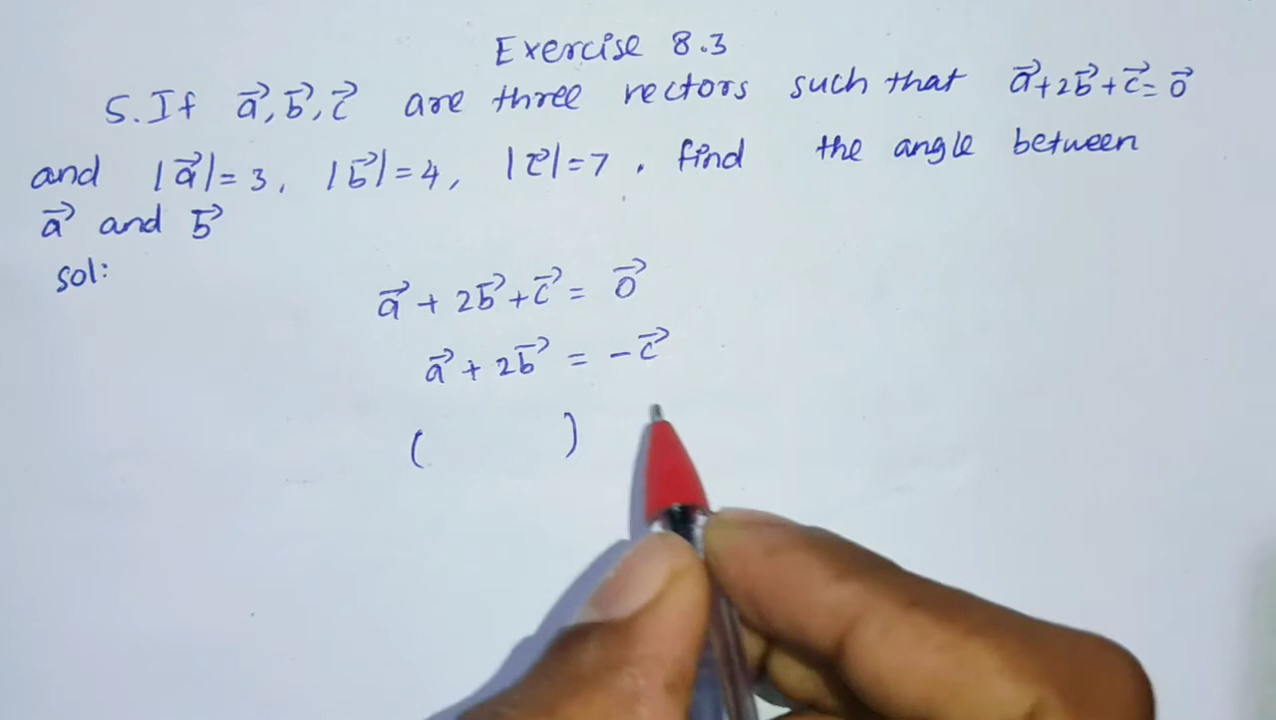 Exercise 8.3
5. If a⃗, b⃗, c⃗ are three vectors such that a⃗+2b⃗+c⃗=0⃗
and |a⃗|=3, |b⃗|=4, |c⃗|=7, find the angle between
a⃗ and b⃗
sol:
a⃗ + 2b⃗ + c⃗ = 0⃗
a⃗ + 2b⃗ = -c⃗
(      )